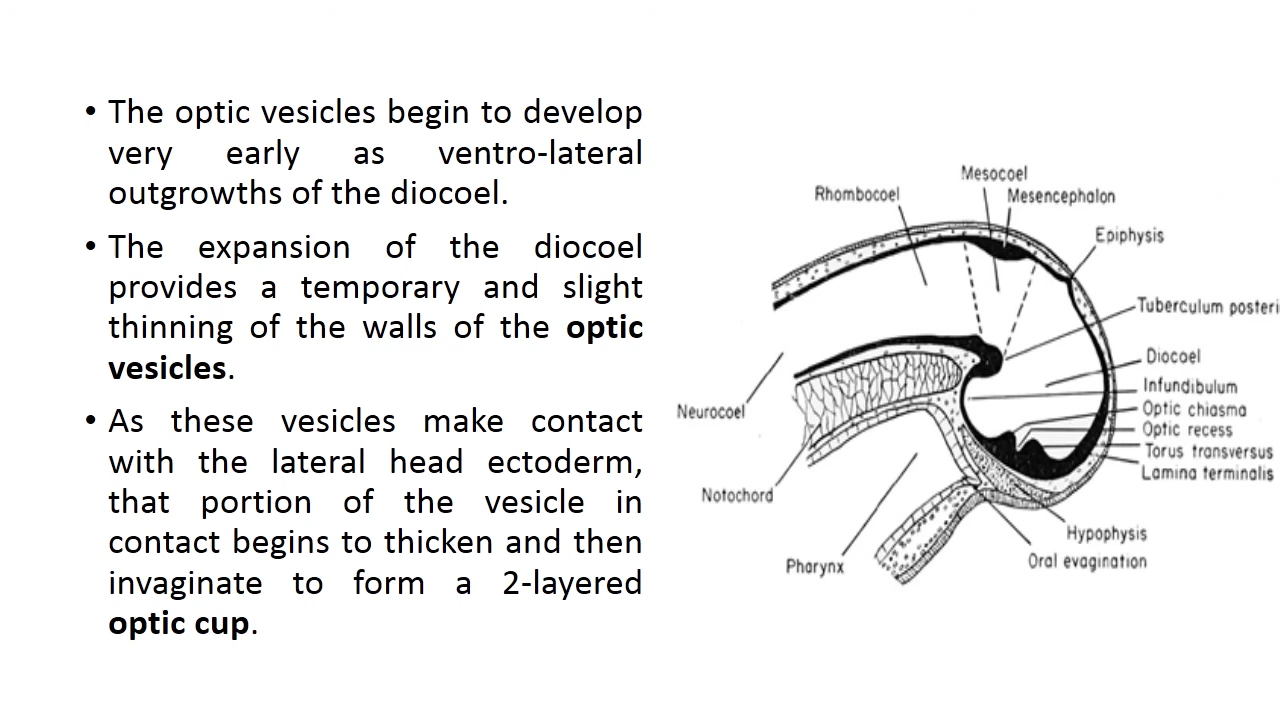 • The optic vesicles begin to develop
very early as ventro-lateral
outgrowths of the diocoel.
• The expansion of the diocoel
provides a temporary and slight
thinning of the walls of the optic
vesicles.
• As these vesicles make contact
with the lateral head ectoderm,
that portion of the vesicle in
contact begins to thicken and then
invaginate to form a 2-layered
optic cup.
Mesocoel
Rhombocoel
Mesencephalon
Epiphysis
Tuberculum posteri
Diocoel
Infundibulum
Optic chiasma
Optic recess
Torus transversus
Lamina terminalis
Neurocoel
Notochord
Hypophysis
Pharynx
Oral evagination